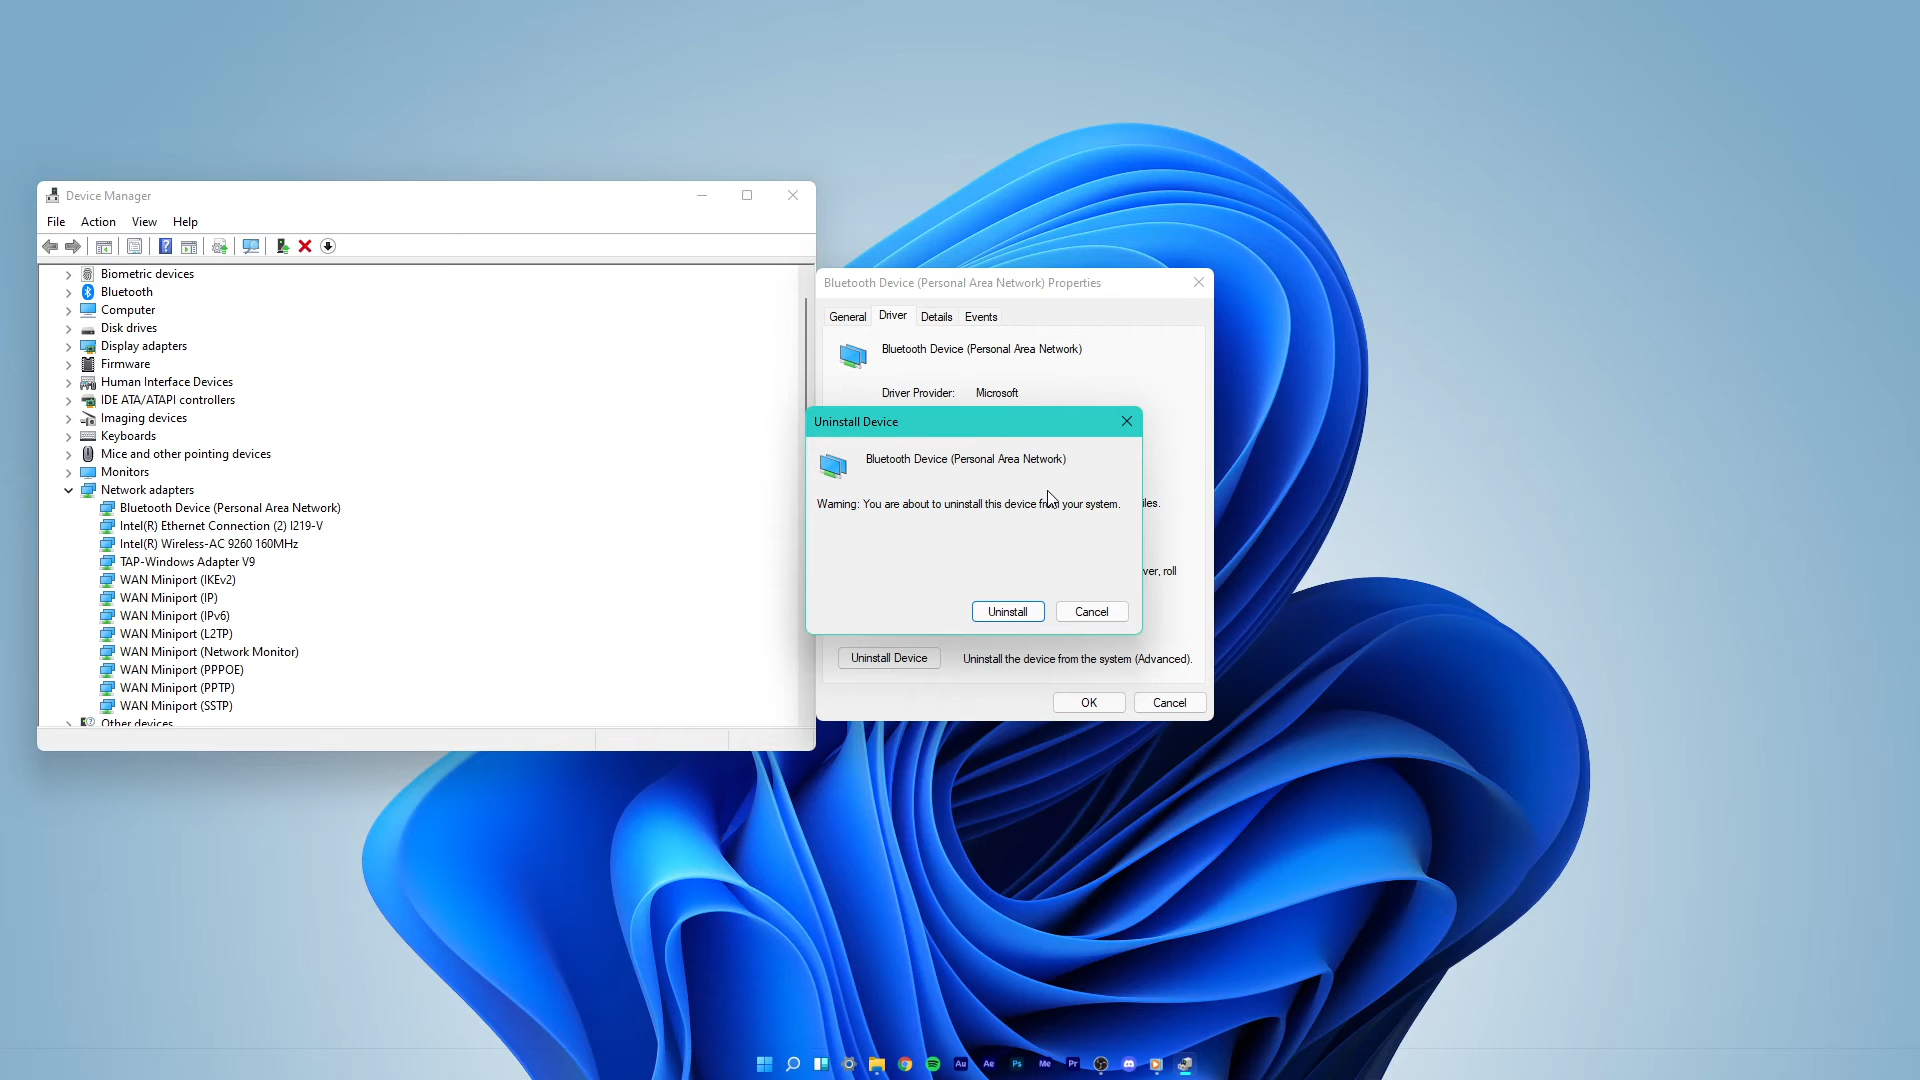 Device Manager
File Action View Help
Biometric devices
Bluetooth
Computer
Disk drives
Display adapters
Firmware
Human Interface Devices
IDE ATA/ATAPI controllers
Imaging devices
Keyboards
Mice and other pointing devices
Monitors
Network adapters
Bluetooth Device (Personal Area Network)
Intel(R) Ethernet Connection (2) I219-V
Intel(R) Wireless-AC 9260 160MHz
TAP-Windows Adapter V9
WAN Miniport (IKEv2)
WAN Miniport (IP)
WAN Miniport (IPv6)
WAN Miniport (L2TP)
WAN Miniport (Network Monitor)
WAN Miniport (PPPOE)
WAN Miniport (PPTP)
WAN Miniport (SSTP)
Other devices
Bluetooth Device (Personal Area Network) Properties
General Driver Details Events
Bluetooth Device (Personal Area Network)
Driver Provider: Microsoft
Uninstall Device
Bluetooth Device (Personal Area Network)
Warning: You are about to uninstall this device from your system.
iles.
ver, roll
Uninstall Cancel
Uninstall Device Uninstall the device from the system (Advanced).
OK Cancel
Au Ae Ps Me Pr